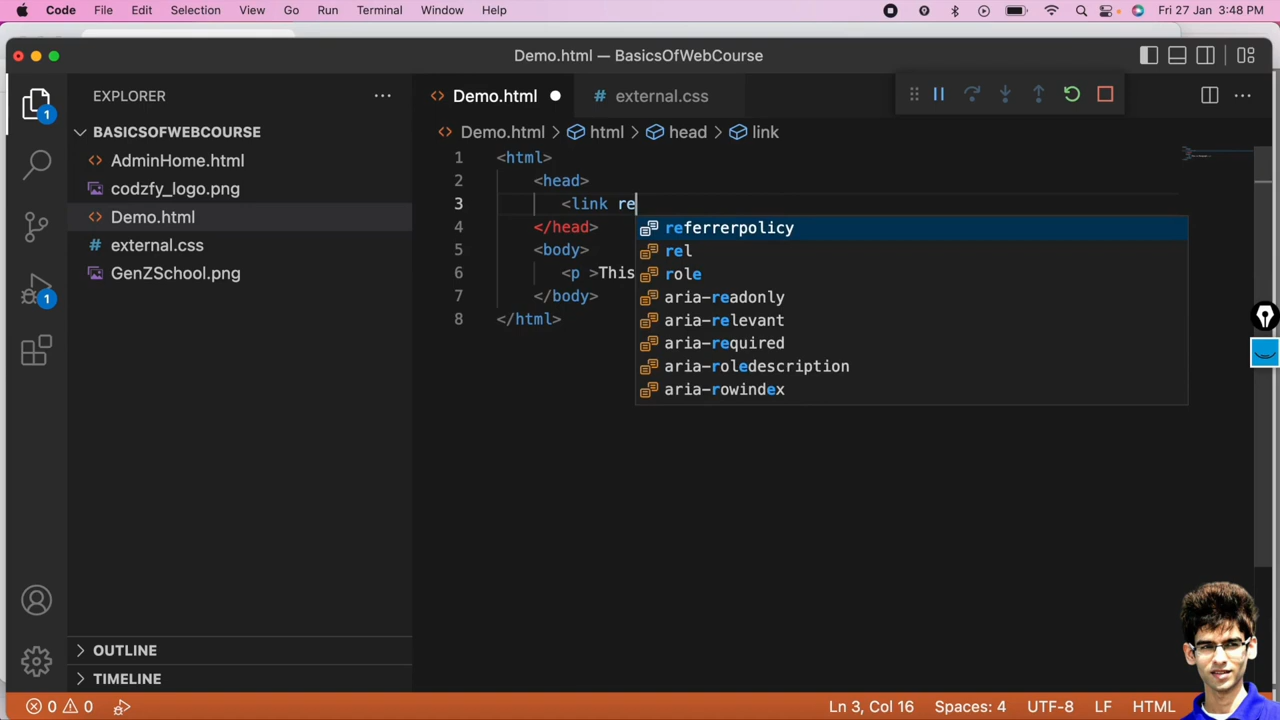 Code File Edit Selection View Go Run Terminal Window Help Fri 27 Jan 3:48 PM
Demo.html — BasicsOfWebCourse
EXPLORER
BASICSOFWEBCOURSE
AdminHome.html
codzfy_logo.png
Demo.html
external.css
GenZSchool.png
1
1
OUTLINE
TIMELINE
Demo.html # external.css
Demo.html > html > head > link
1 <html>
2 <head>
3 <link re
4 </head>
5 <body>
6 <p >This
7 </body>
8 </html>
referrerpolicy
rel
role
aria-readonly
aria-relevant
aria-required
aria-roledescription
aria-rowindex
0 0 Ln 3, Col 16 Spaces: 4 UTF-8 LF HTML